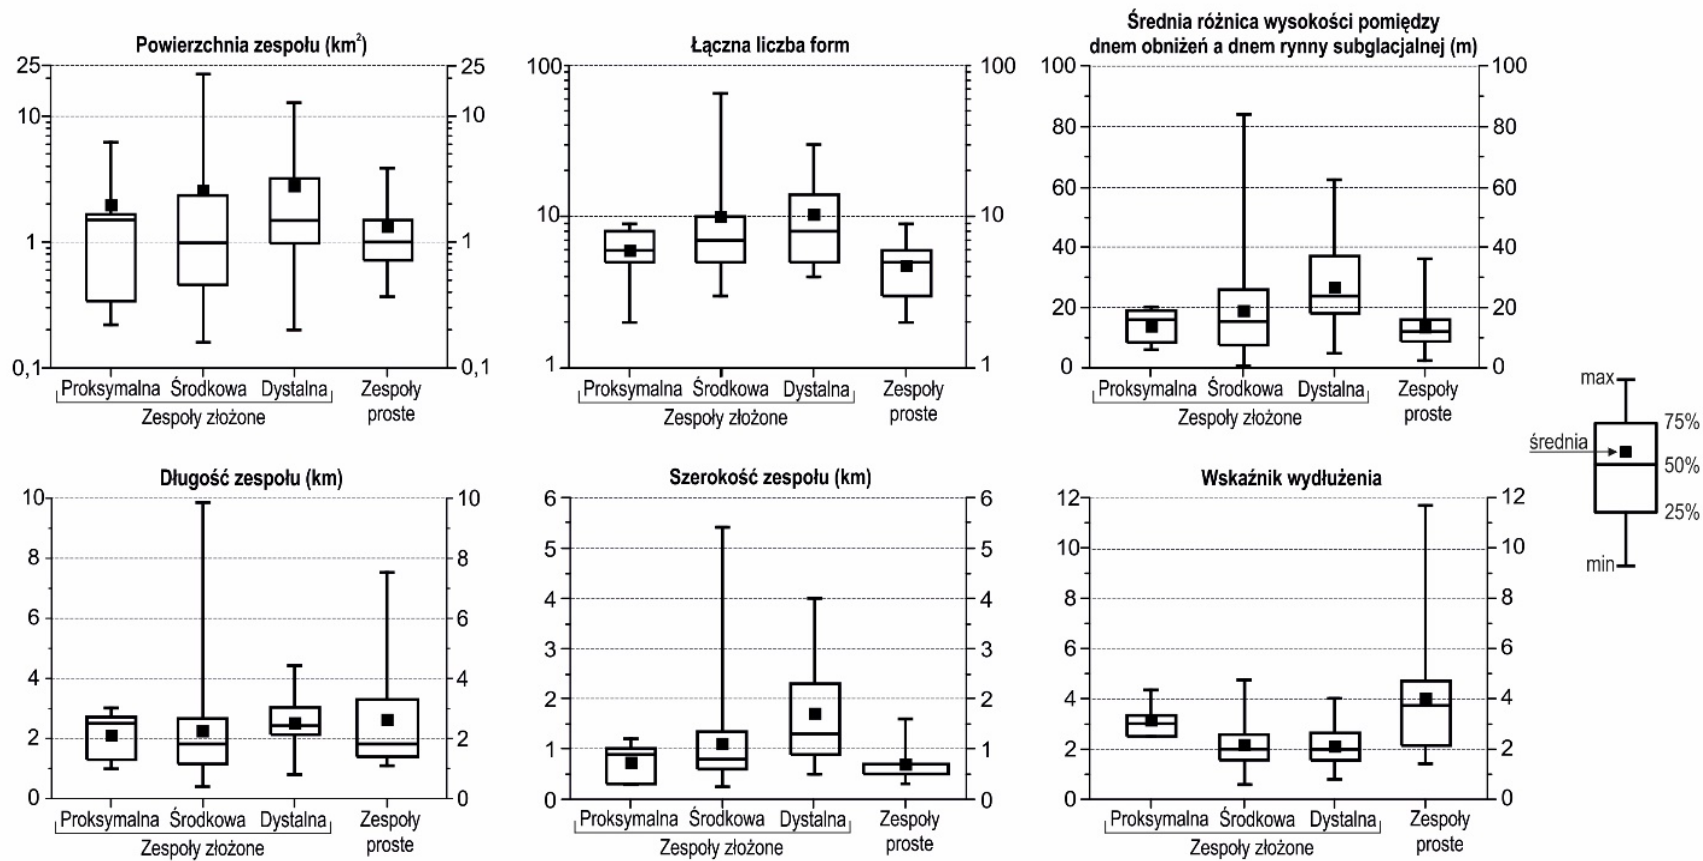 Powierzchnia zespołu (km²)
25 25
10 10
1 1
0,1 0,1
Proksymalna Środkowa Dystalna Zespoły
Zespoły złożone proste
Łączna liczba form
100 100
10 10
1 1
Proksymalna Środkowa Dystalna Zespoły
Zespoły złożone proste
Średnia różnica wysokości pomiędzy
dnem obniżeń a dnem rynny subglacjalnej (m)
100 100
80 80
60 60
40 40
20 20
0 0
Proksymalna Środkowa Dystalna Zespoły
Zespoły złożone proste
max
75%
średnia
50%
25%
min
Długość zespołu (km)
10 10
8 8
6 6
4 4
2 2
0 0
Proksymalna Środkowa Dystalna Zespoły
Zespoły złożone proste
Szerokość zespołu (km)
6 6
5 5
4 4
3 3
2 2
1 1
0 0
Proksymalna Środkowa Dystalna Zespoły
Zespoły złożone proste
Wskaźnik wydłużenia
12 12
10 10
8 8
6 6
4 4
2 2
0 0
Proksymalna Środkowa Dystalna Zespoły
Zespoły złożone proste